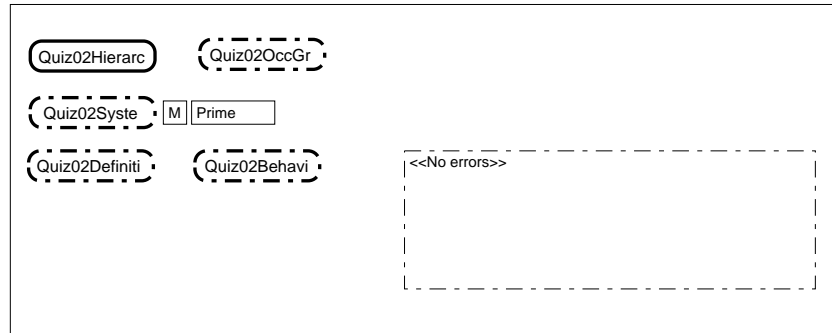 Quiz02Hierarc Quiz02OccGr
Quiz02Syste M Prime
Quiz02Definiti Quiz02Behavi <<No errors>>